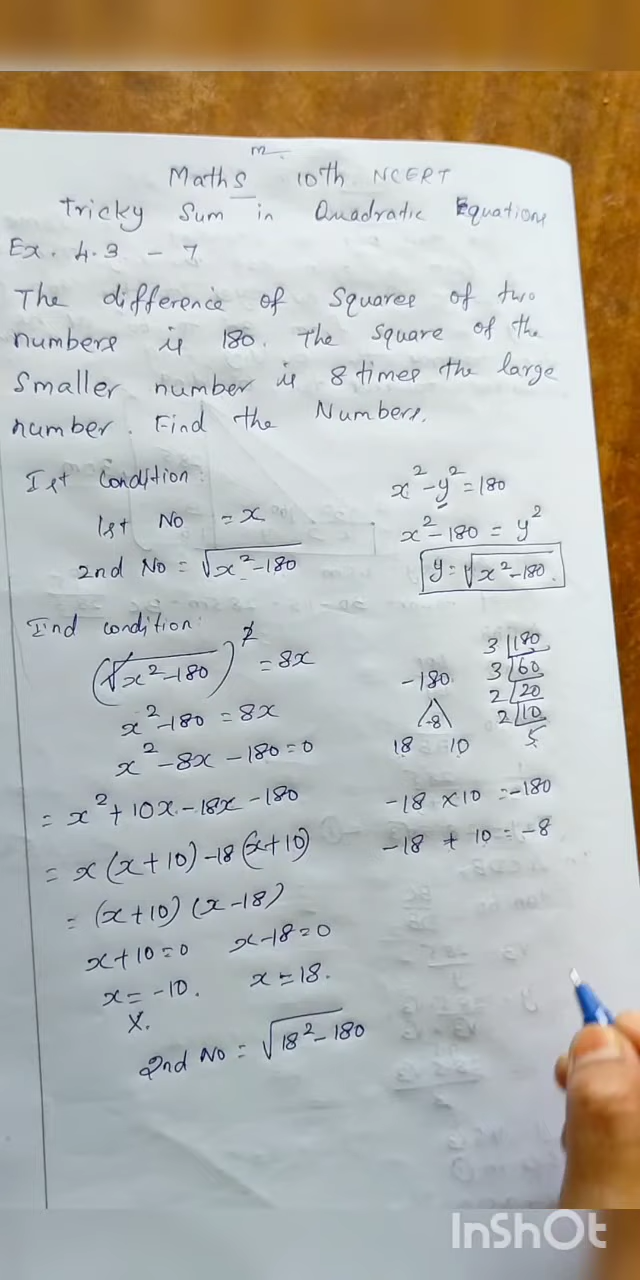 m
Maths 10th NCERT
Tricky Sum in Quadratic Equations
Ex. 4.3 - 7
The difference of squares of two
numbers is 180. The square of the
Smaller number is 8 times the large
number. Find the Numbers.
Ist Condition:
1st No = x
2nd No = √x²-180
x²-y²=180
x²-180 = y²
y=√x²-180
IInd condition:
(√x²-180)² = 8x
x²-180 = 8x
x²-8x-180=0
= x²+10x-18x-180
= x(x+10)-18(x+10)
= (x+10)(x-18)
x+10=0 x-18=0
x=-10. x=18.
X.
2nd No = √18²-180
-180
-8
18 10
3 180
3 60
2 20
2 10
5
-18 × 10 = -180
-18 + 10 = -8
InShOt